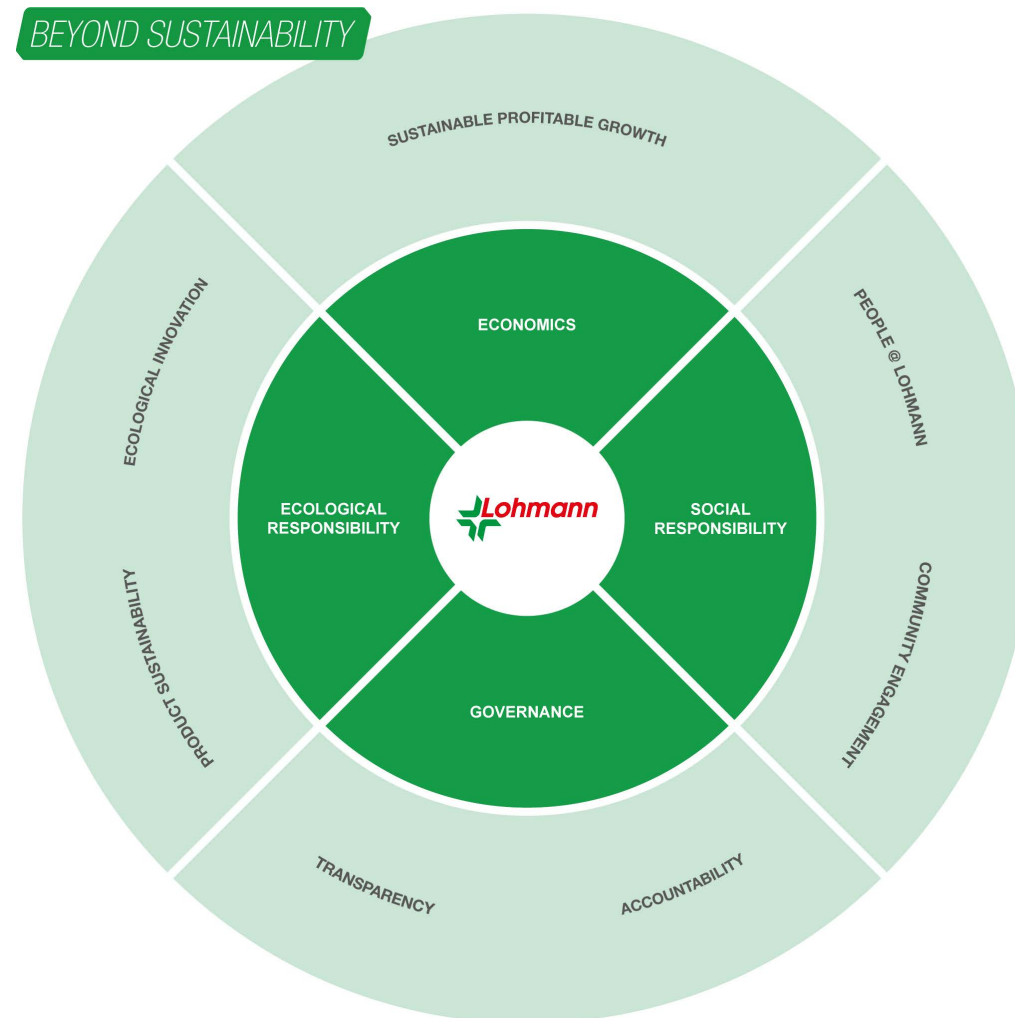 BEYOND SUSTAINABILITY
SUSTAINABLE PROFITABLE GROWTH
ECOLOGICAL INNOVATION
PEOPLE @ LOHMANN
ECONOMICS
ECOLOGICAL
RESPONSIBILITY
Lohmann
SOCIAL
RESPONSIBILITY
PRODUCT SUSTAINABILITY
COMMUNITY ENGAGEMENT
GOVERNANCE
TRANSPARENCY
ACCOUNTABILITY